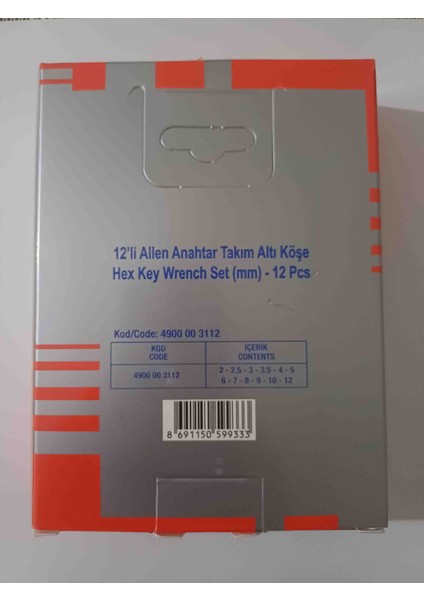 12'li Allen Anahtar Takım Altı Köşe
Hex Key Wrench Set (mm) - 12 Pcs
Kod/Code: 4900 00 3112
KOD
CODE
İÇERİK
CONTENTS
4900 00 3112
2 - 2.5 - 3 - 3.5 - 4 - 5
6 - 7 - 8 - 9 - 10 - 12
8 691150 599333